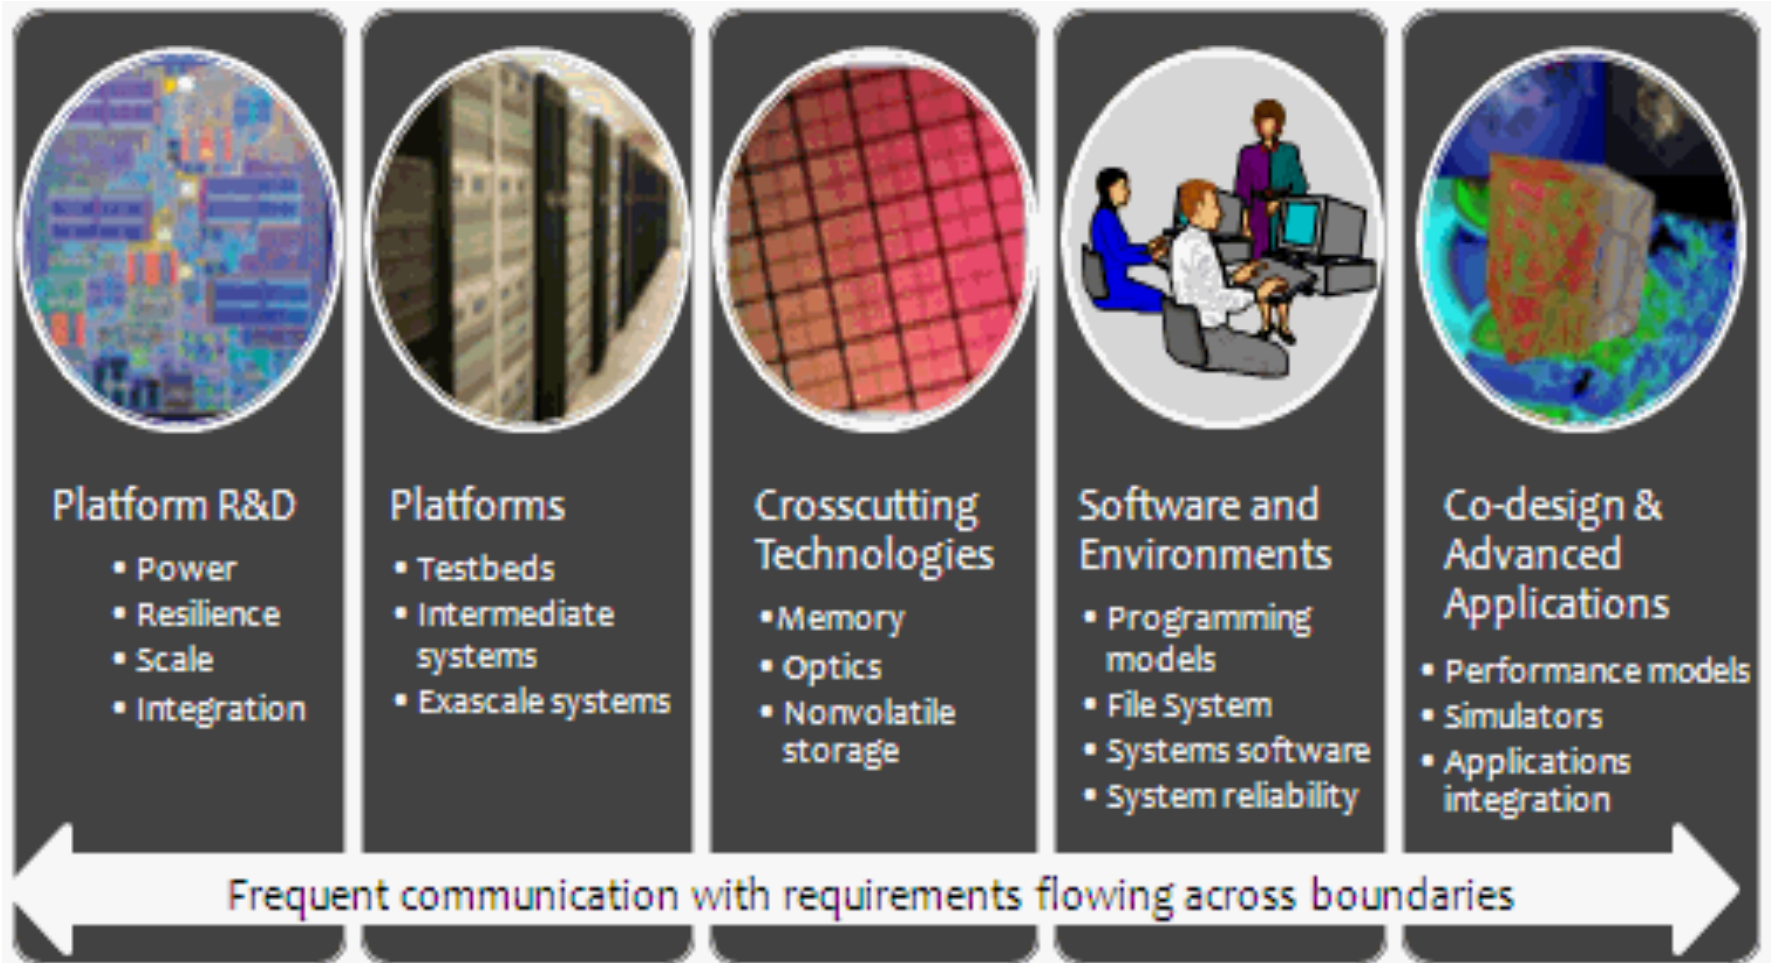 Platform R&D
▪ Power
▪ Resilience
▪ Scale
▪ Integration
Platforms
▪ Testbeds
▪ Intermediate
systems
▪ Exascale systems
Crosscutting
Technologies
▪Memory
▪ Optics
▪ Nonvolatile
storage
Software and
Environments
▪ Programming
models
▪ File System
▪ Systems software
▪ System reliability
Co-design &
Advanced
Applications
▪ Performance models
▪ Simulators
▪ Applications
integration
Frequent communication with requirements flowing across boundaries